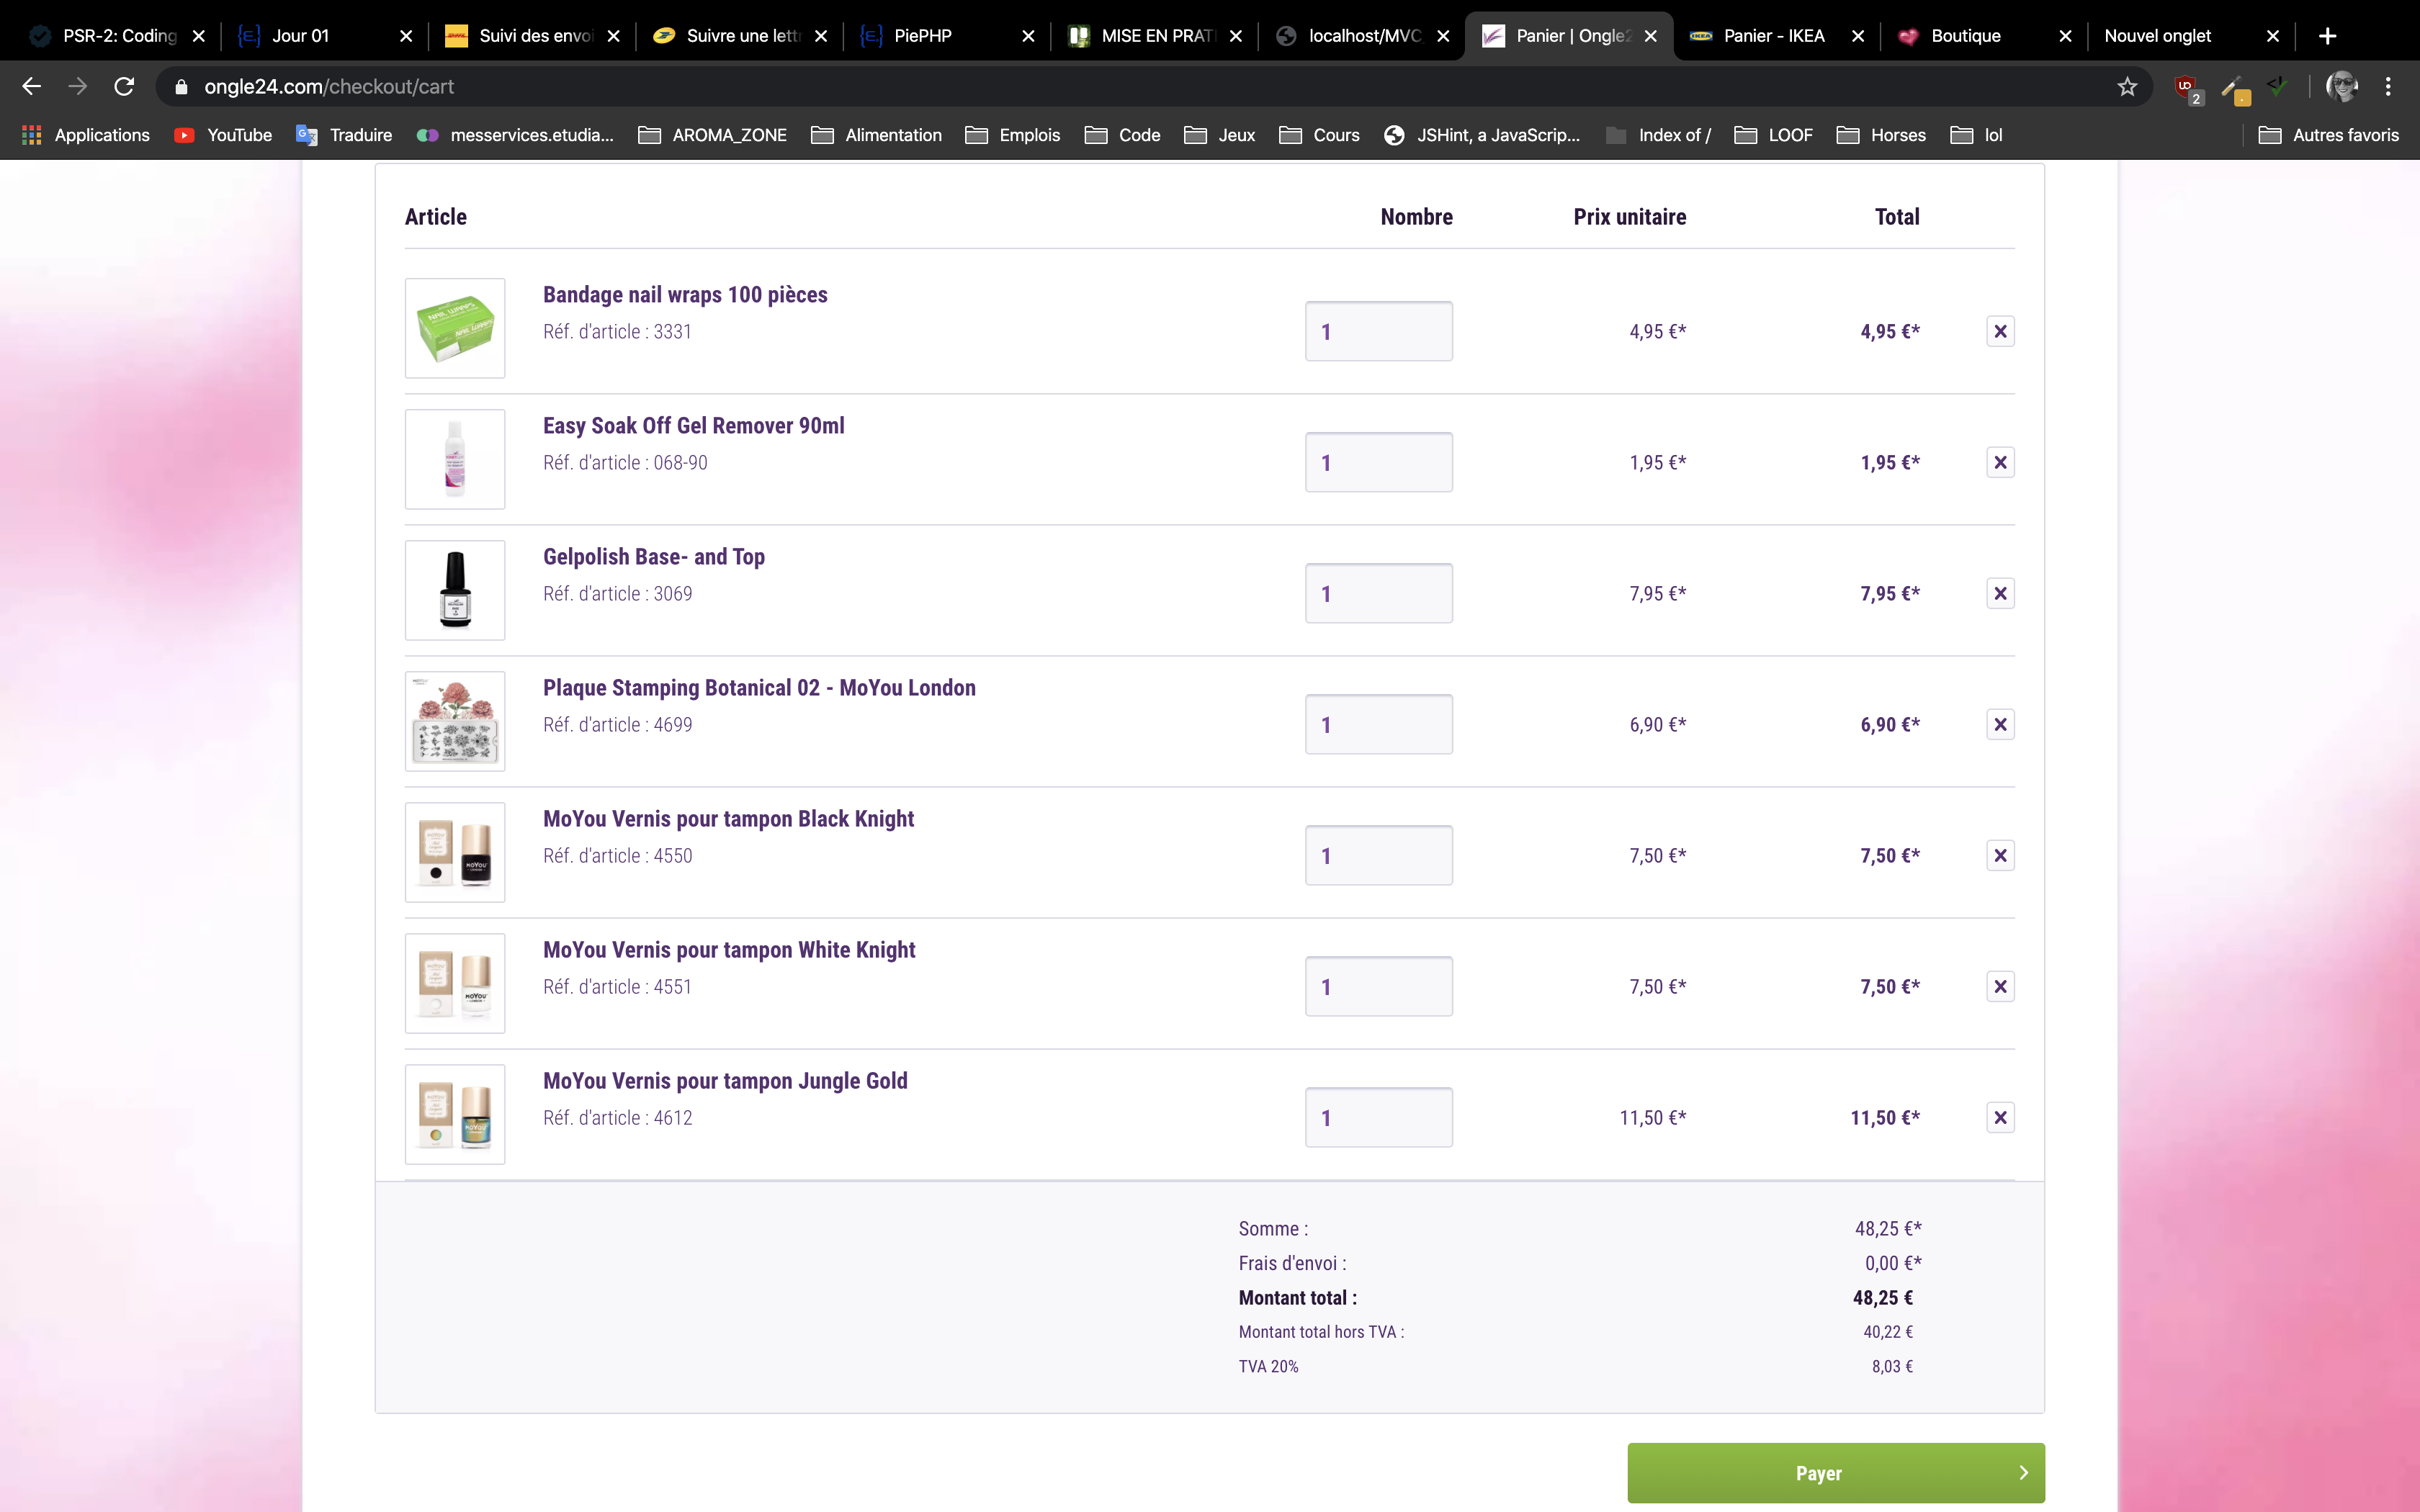 PSR-2: Coding
Jour 01
Suivi des envoi
Suivre une lettr
PiePHP
MISE EN PRATI
localhost/MVC
Panier | Ongle2
Panier - IKEA
Boutique
Nouvel onglet
ongle24.com/checkout/cart
2
Applications
YouTube
Traduire
messervices.etudia...
AROMA_ZONE
Alimentation
Emplois
Code
Jeux
Cours
JSHint, a JavaScrip...
Index of /
LOOF
Horses
lol
Autres favoris
Article Nombre Prix unitaire Total
Bandage nail wraps 100 pièces
Réf. d'article : 3331
1 4,95 €* 4,95 €*
Easy Soak Off Gel Remover 90ml
Réf. d'article : 068-90
1 1,95 €* 1,95 €*
Gelpolish Base- and Top
Réf. d'article : 3069
1 7,95 €* 7,95 €*
Plaque Stamping Botanical 02 - MoYou London
Réf. d'article : 4699
1 6,90 €* 6,90 €*
MoYou Vernis pour tampon Black Knight
Réf. d'article : 4550
1 7,50 €* 7,50 €*
MoYou Vernis pour tampon White Knight
Réf. d'article : 4551
1 7,50 €* 7,50 €*
MoYou Vernis pour tampon Jungle Gold
Réf. d'article : 4612
1 11,50 €* 11,50 €*
Somme : 48,25 €*
Frais d'envoi : 0,00 €*
Montant total : 48,25 €
Montant total hors TVA : 40,22 €
TVA 20% 8,03 €
Payer